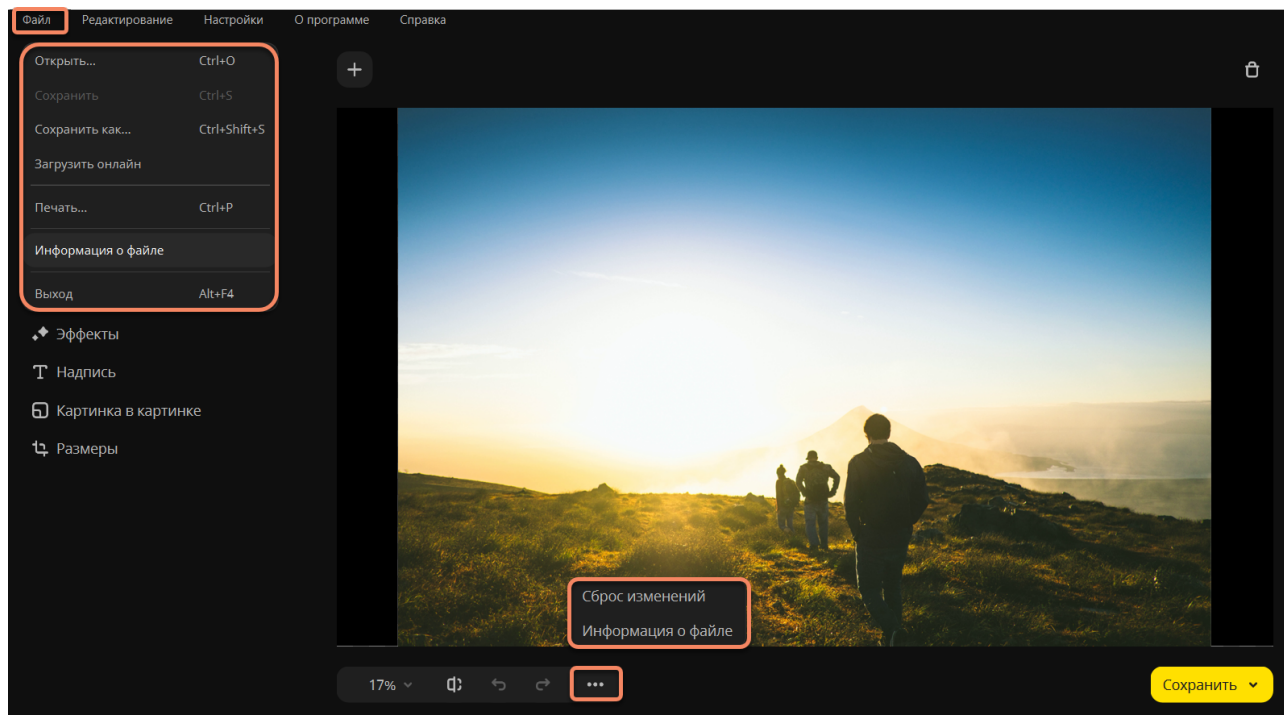 Файл Редактирование Настройки О программе Справка
Открыть... Ctrl+O
Сохранить Ctrl+S
Сохранить как... Ctrl+Shift+S
Загрузить онлайн
Печать... Ctrl+P
Информация о файле
Выход Alt+F4
Эффекты
Надпись
Картинка в картинке
Размеры
Сброс изменений
Информация о файле
17%
Сохранить